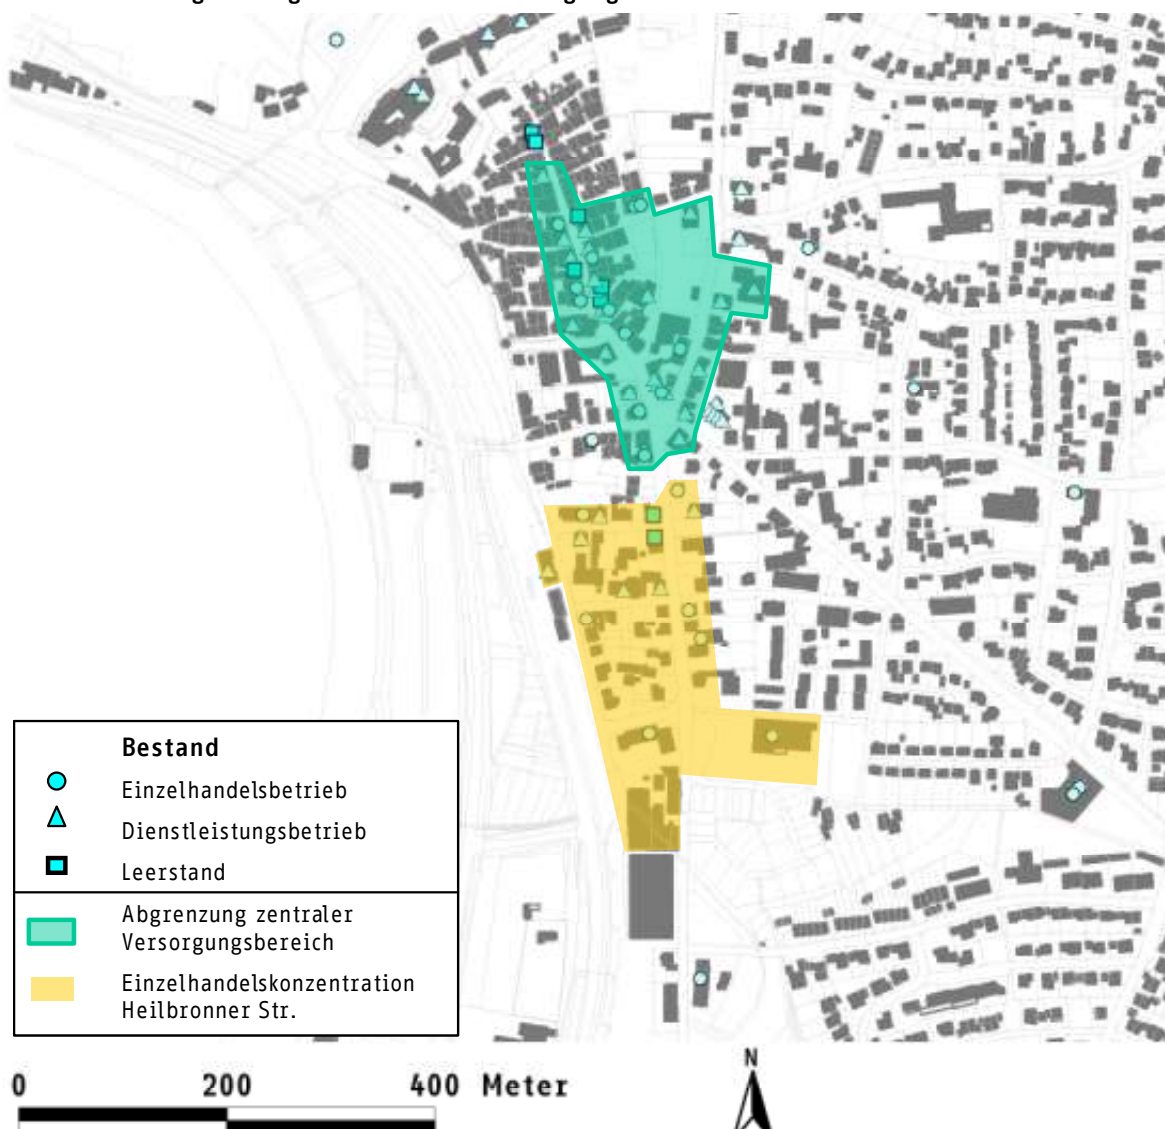 Bestand
Einzelhandelsbetrieb
Dienstleistungsbetrieb
Leerstand
Abgrenzung zentraler
Versorgungsbereich
Einzelhandelskonzentration
Heilbronner Str.
0 200 400 Meter
N